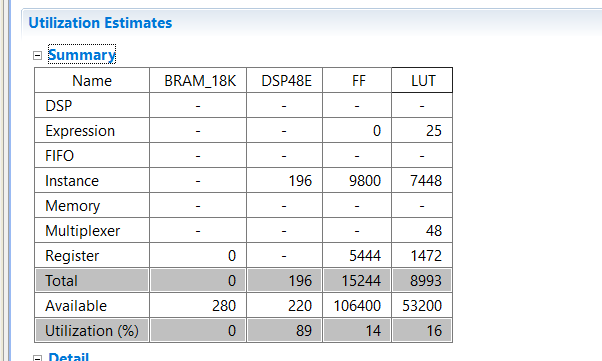 Utilization Estimates
Summary
Name BRAM_18K DSP48E FF LUT
DSP - - - -
Expression - - 0 25
FIFO - - - -
Instance - 196 9800 7448
Memory - - - -
Multiplexer - - - 48
Register 0 - 5444 1472
Total 0 196 15244 8993
Available 280 220 106400 53200
Utilization (%) 0 89 14 16
Detail